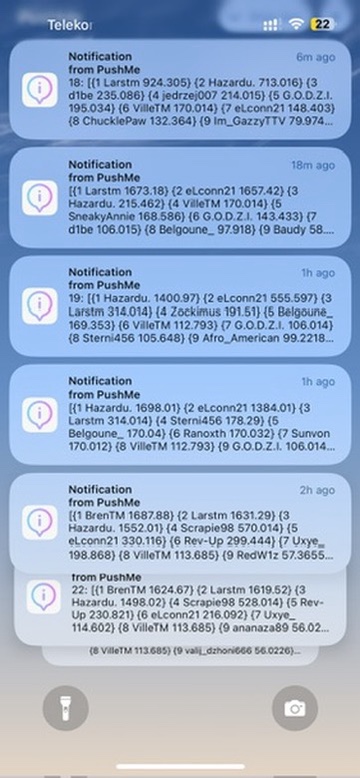 Teleko
22
Notification
6m ago
from PushMe
18: [{1 Larstm 924.305} {2 Hazardu. 713.016} {3
d1be 235.086} {4 jedrzej007 214.015} {5 G.O.D.Z.I.
195.034} {6 VilleTM 170.014} {7 eLconn21 148.403}
{8 ChucklePaw 132.364} {9 Im_GazzyTTV 79.974...
Notification
18m ago
from PushMe
[{1 Larstm 1673.18} {2 eLconn21 1657.42} {3
Hazardu. 215.462} {4 VilleTM 170.014} {5
SneakyAnnie 168.586} {6 G.O.D.Z.I. 143.433} {7
d1be 106.015} {8 Belgoune_ 97.918} {9 Baudy 58....
Notification
1h ago
from PushMe
19: [{1 Hazardu. 1400.97} {2 eLconn21 555.597} {3
Larstm 314.014} {4 Zockimus 191.51} {5 Belgoune_
169.353} {6 VilleTM 112.793} {7 G.O.D.Z.I. 106.014}
{8 Sterni456 105.648} {9 Afro_American 99.2218...
Notification
1h ago
from PushMe
[{1 Hazardu. 1698.01} {2 eLconn21 1384.01} {3
Larstm 314.014} {4 Sterni456 178.29} {5
Belgoune_ 170.04} {6 Ranoxth 170.032} {7 Sunvon
170.012} {8 VilleTM 112.793} {9 G.O.D.Z.I. 106.014...
Notification
2h ago
from PushMe
[{1 BrenTM 1687.88} {2 Larstm 1631.29} {3
Hazardu. 1552.01} {4 Scrapie98 570.014} {5
eLconn21 330.116} {6 Rev-Up 299.444} {7 Uxye_
198.868} {8 VilleTM 113.685} {9 RedW1z 57.3655...
from PushMe
22: [{1 BrenTM 1624.67} {2 Larstm 1619.52} {3
Hazardu. 1498.02} {4 Scrapie98 528.014} {5 Rev-
Up 230.821} {6 eLconn21 216.092} {7 Uxye_
114.602} {8 VilleTM 113.685} {9 ananaza89 56.02...
{8 VilleTM 113.685} {9 valij_dzhoni666 56.0226}...